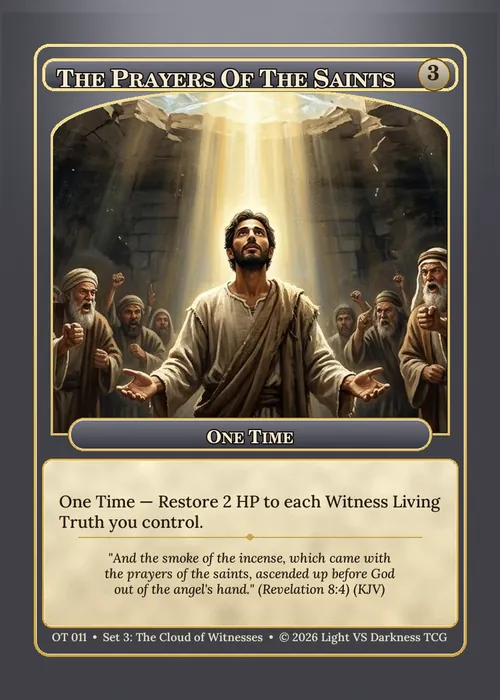 The Prayers Of The Saints 3
One Time
One Time — Restore 2 HP to each Witness Living
Truth you control.
"And the smoke of the incense, which came with
the prayers of the saints, ascended up before God
out of the angel's hand." (Revelation 8:4) (KJV)
OT 011 • Set 3: The Cloud of Witnesses • © 2026 Light VS Darkness TCG